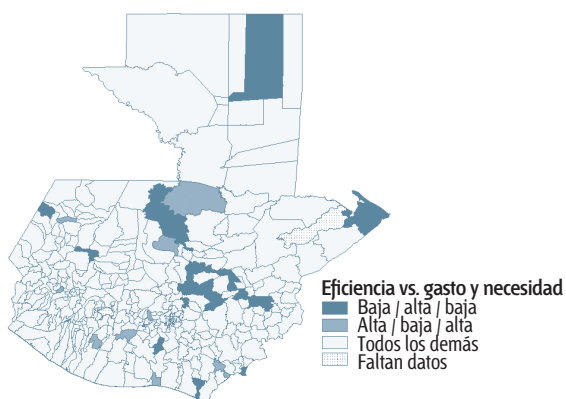 Eficiencia vs. gasto y necesidad
Baja / alta / baja
Alta / baja / alta
Todos los demás
Faltan datos